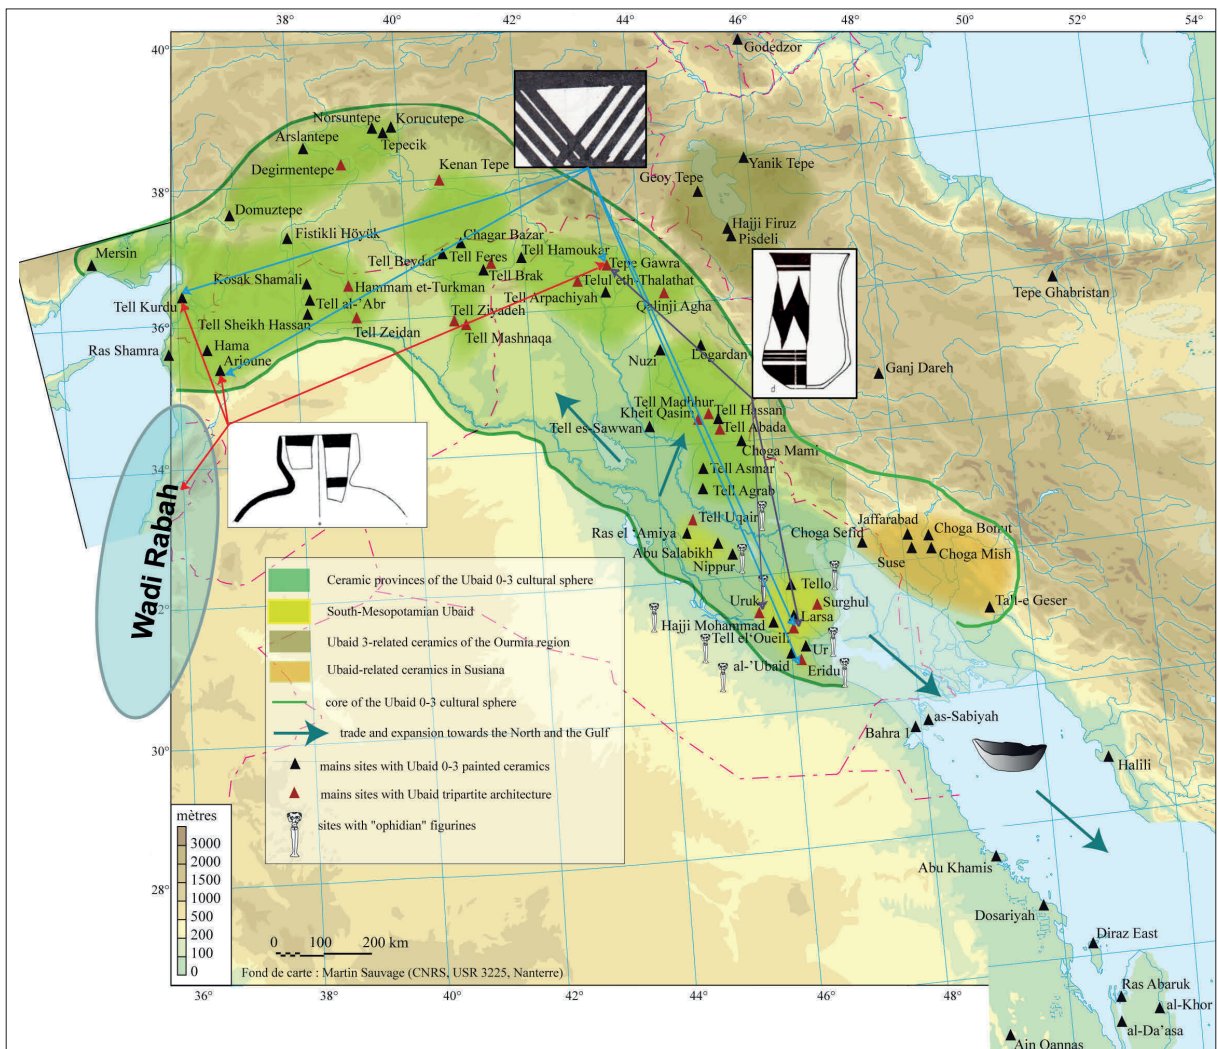 38°
40°
42°
44°
46°
48°
50°
52°
54°
40°
38°
36°
34°
32°
30°
28°
Godedzor
Norsuntepe
Korucutepe
Tepecik
Arslantepe
Degirmentepe
Kenan Tepe
Yanik Tepe
Geoy Tepe
Domuztepe
Hajji Firuz
Pisdeli
Fistikli Höyük
Chagar Bazar
Tell Hamoukar
Mersin
Tell Beydar
Tell Feres
Tepe Gawra
Kosak Shamali
Tell Brak
Telul eth-Thalathat
Tepe Ghabristan
Hammam et-Turkman
Tell Kurdu
Tell al-'Abr
Tell Arpachiyah
Qalinji Agha
Tell Ziyadeh
Tell Sheikh Hassan
Tell Zeidan
Tell Mashnaqa
Ras Shamra
Hama
Arjoune
Nuzi
Logardan
Ganj Dareh
d
Tell Madhhur
Kheit Qasim
Tell Hassan
Tell es-Sawwan
Tell Abada
Choga Mami
Tell Asmar
Tell Agrab
Wadi Rabah
Tell Uqair
Ras el 'Amiya
Choga Sefid
Jaffarabad
Choga Bonut
Abu Salabikh
Nippur
Suse
Choga Mish
Tello
Tall-e Geser
Uruk
Surghul
Larsa
Hajji Mohammad
Tell el'Oueili
Ur
al-'Ubaid
Eridu
as-Sabiyah
Bahra 1
Halili
Abu Khamis
Dosariyah
Diraz East
Ras Abaruk
al-Khor
al-Da'asa
Ain Qannas
Ceramic provinces of the Ubaid 0-3 cultural sphere
South-Mesopotamian Ubaid
Ubaid 3-related ceramics of the Ourmia region
Ubaid-related ceramics in Susiana
core of the Ubaid 0-3 cultural sphere
trade and expansion towards the North and the Gulf
mains sites with Ubaid 0-3 painted ceramics
mains sites with Ubaid tripartite architecture
sites with "ophidian" figurines
mètres
3000
2000
1500
1000
500
200
100
0
0 100 200 km
Fond de carte : Martin Sauvage (CNRS, USR 3225, Nanterre)
36°
38°
40°
42°
44°
46°
48°